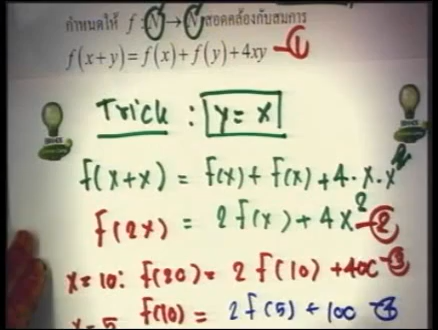 กำหนดให้ f : N → N สอดคล้องกับสมการ
f(x+y) = f(x) + f(y) + 4xy —①
Trick : y = x
f(x+x) = f(x) + f(x) + 4·x·x
f(2x) = 2f(x) + 4x² —②
x = 10: f(20) = 2f(10) + 400 —③
x = 5 f(10) = 2f(5) + 100 —④